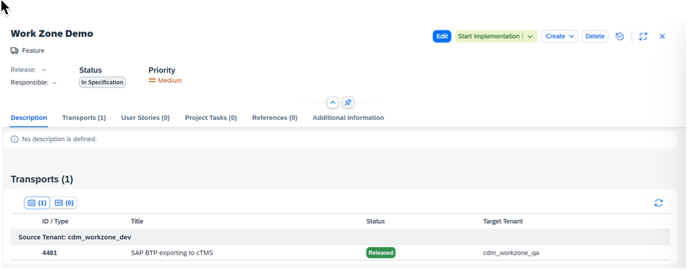 Work Zone Demo
Edit Start Implementation Create Delete
Feature
Release: –
Status
Priority
Responsible: –
In Specification
Medium
Description Transports (1) User Stories (0) Project Tasks (0) References (0) Additional Information
No description is defined.
Transports (1)
(1) (0)
ID / Type Title Status Target Tenant
Source Tenant: cdm_workzone_dev
4481 SAP BTP exporting to cTMS Released cdm_workzone_qa